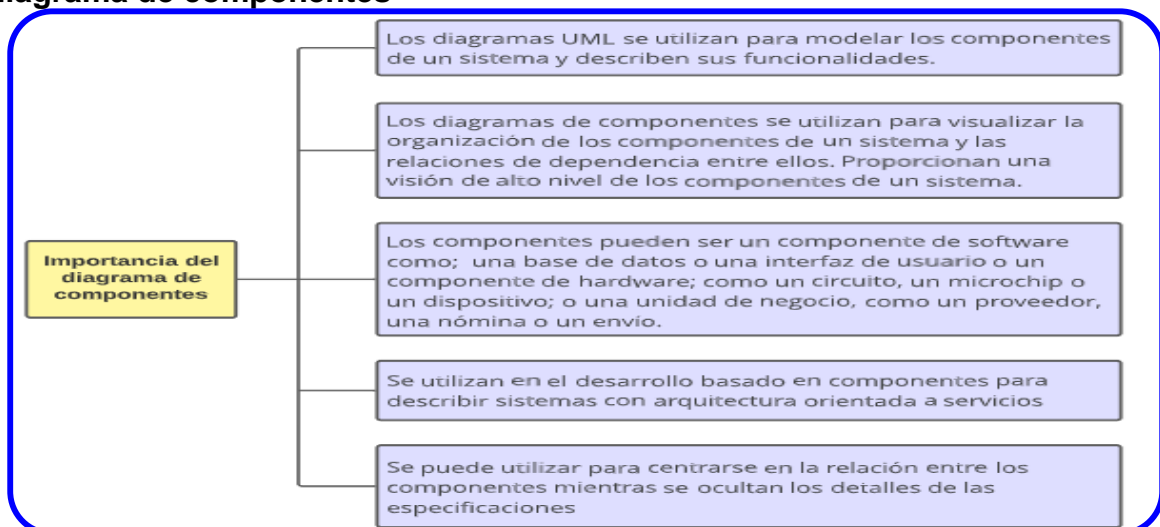 diagrama de componentes
Los diagramas UML se utilizan para modelar los componentes
de un sistema y describen sus funcionalidades.
Los diagramas de componentes se utilizan para visualizar la
organización de los componentes de un sistema y las
relaciones de dependencia entre ellos. Proporcionan una
visión de alto nivel de los componentes de un sistema.
Importancia del
diagrama de
componentes
Los componentes pueden ser un componente de software
como; una base de datos o una interfaz de usuario o un
componente de hardware; como un circuito, un microchip o
un dispositivo; o una unidad de negocio, como un proveedor,
una nómina o un envío.
Se utilizan en el desarrollo basado en componentes para
describir sistemas con arquitectura orientada a servicios
Se puede utilizar para centrarse en la relación entre los
componentes mientras se ocultan los detalles de las
especificaciones